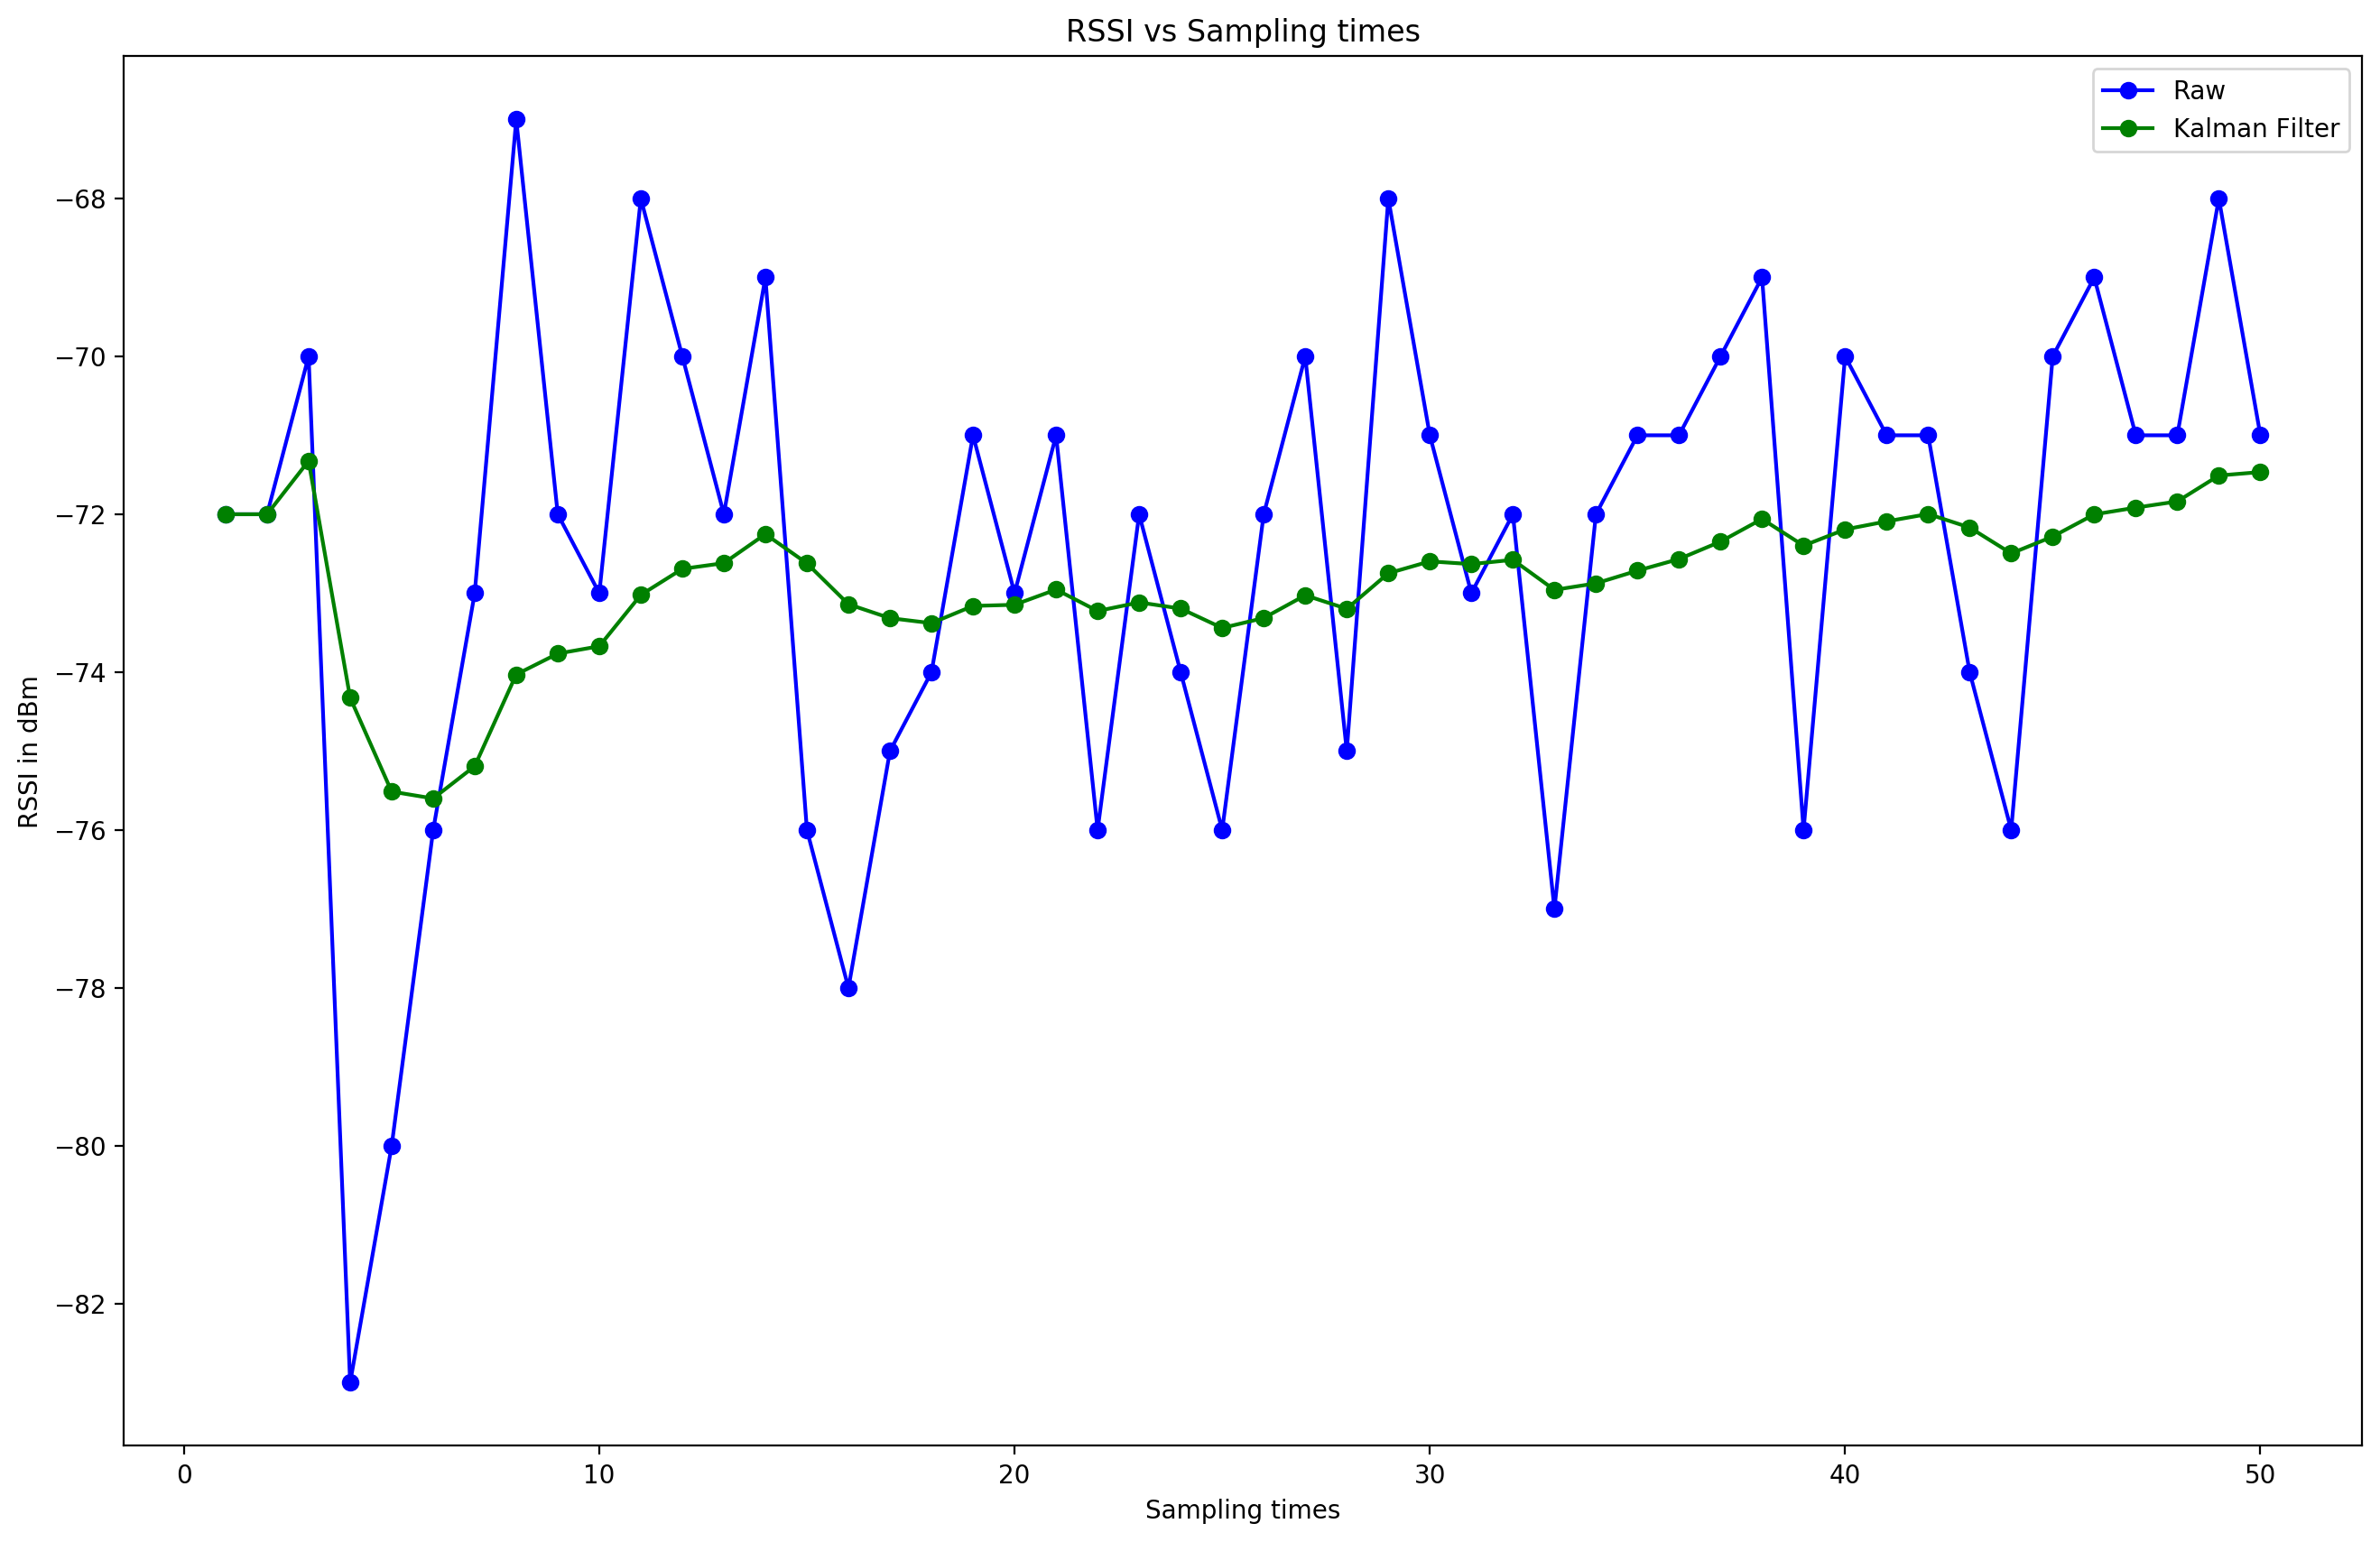 RSSI vs Sampling times
Raw
Kalman Filter
RSSI in dBm
−68
−70
−72
−74
−76
−78
−80
−82
0 10 20 30 40 50
Sampling times